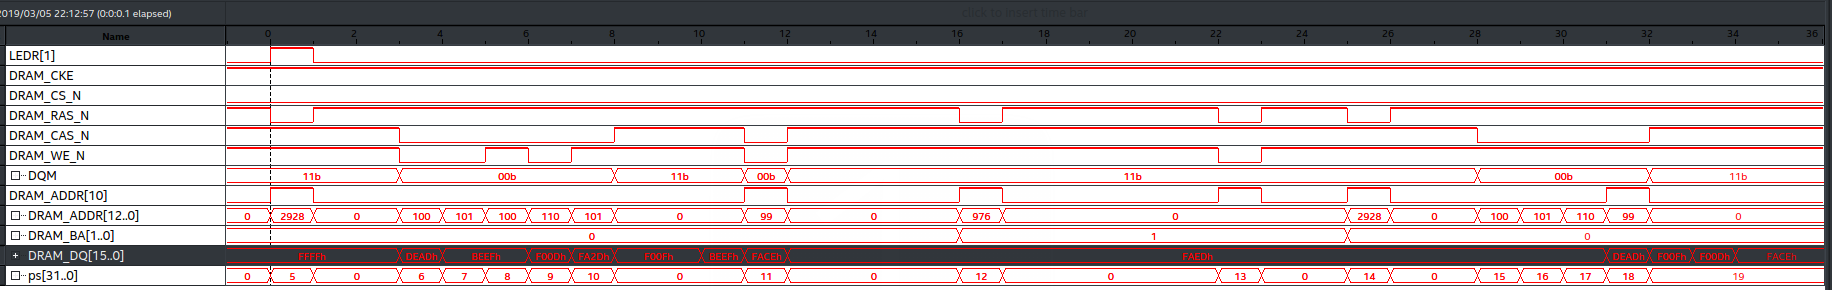 2019/03/05 22:12:57 (0:0:0.1 elapsed) click to insert time bar
Name 0 2 4 6 8 10 12 14 16 18 20 22 24 26 28 30 32 34 36
LEDR[1]
DRAM_CKE
DRAM_CS_N
DRAM_RAS_N
DRAM_CAS_N
DRAM_WE_N
DQM 11b 00b 11b 00b 11b 00b 11b
DRAM_ADDR[10]
DRAM_ADDR[12..0] 0 2928 0 100 101 100 110 101 0 99 0 976 0 2928 0 100 101 110 99 0
DRAM_BA[1..0] 0 1 0
DRAM_DQ[15..0] FFFFh DEADh BEEFh F00Dh FA2Dh F00Fh BEEFh FACEh FAEDh DEADh F00Fh F00Dh FACEh
ps[31..0] 0 5 0 6 7 8 9 10 0 11 0 12 0 13 0 14 0 15 16 17 18 19